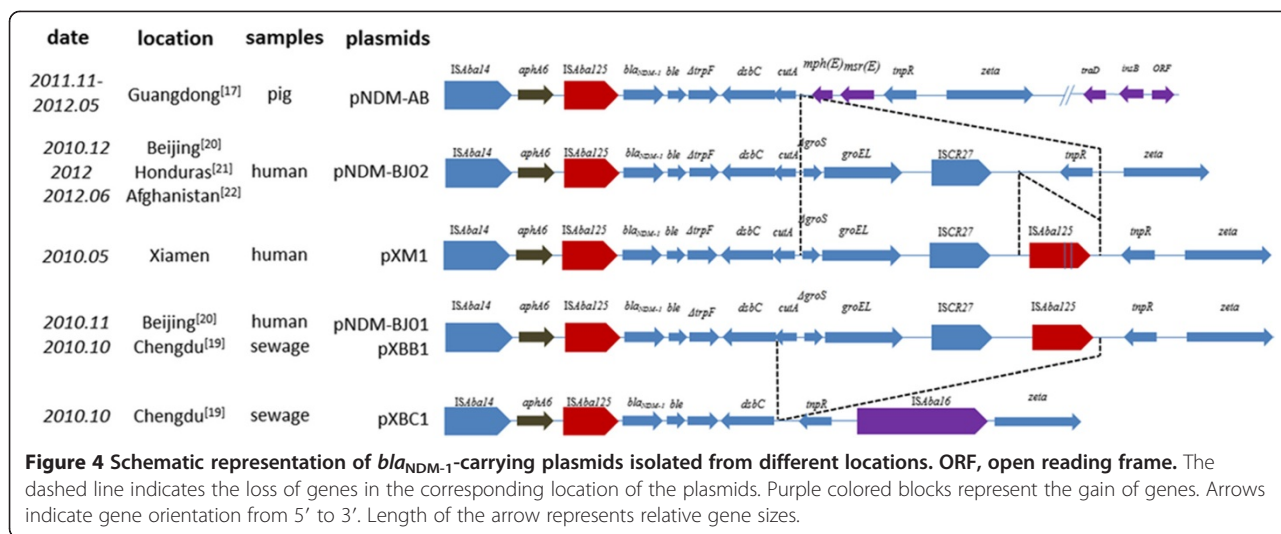 date location samples plasmids
ISAba14 aphA6 ISAba125 blaNDM-1 ble ΔtrpF dsbC cutA mph(E) msr(E) tnpR zeta traD insB ORF
2011.11-
2012.05
Guangdong[17] pig pNDM-AB
ISAba14 aphA6 ISAba125 blaNDM-1 ble ΔtrpF dsbC cutA ΔgroS groEL ISCR27 tnpR zeta
2010.12 Beijing[20]
2012 Honduras[21] human pNDM-BJ02
2012.06 Afghanistan[22]
ISAba14 aphA6 ISAba125 blaNDM-1 ble ΔtrpF dsbC cutA ΔgroS groEL ISCR27 ISAba125 tnpR zeta
2010.05 Xiamen human pXM1
ISAba14 aphA6 ISAba125 blaNDM-1 ble ΔtrpF dsbC cutA ΔgroS groEL ISCR27 ISAba125 tnpR zeta
2010.11 Beijing[20] human pNDM-BJ01
2010.10 Chengdu[19] sewage pXBB1
ISAba14 aphA6 ISAba125 blaNDM-1 ble ΔtrpF dsbC tnpR ISAba16 zeta
2010.10 Chengdu[19] sewage pXBC1
Figure 4 Schematic representation of blaNDM-1-carrying plasmids isolated from different locations. ORF, open reading frame. The
dashed line indicates the loss of genes in the corresponding location of the plasmids. Purple colored blocks represent the gain of genes. Arrows
indicate gene orientation from 5′ to 3′. Length of the arrow represents relative gene sizes.